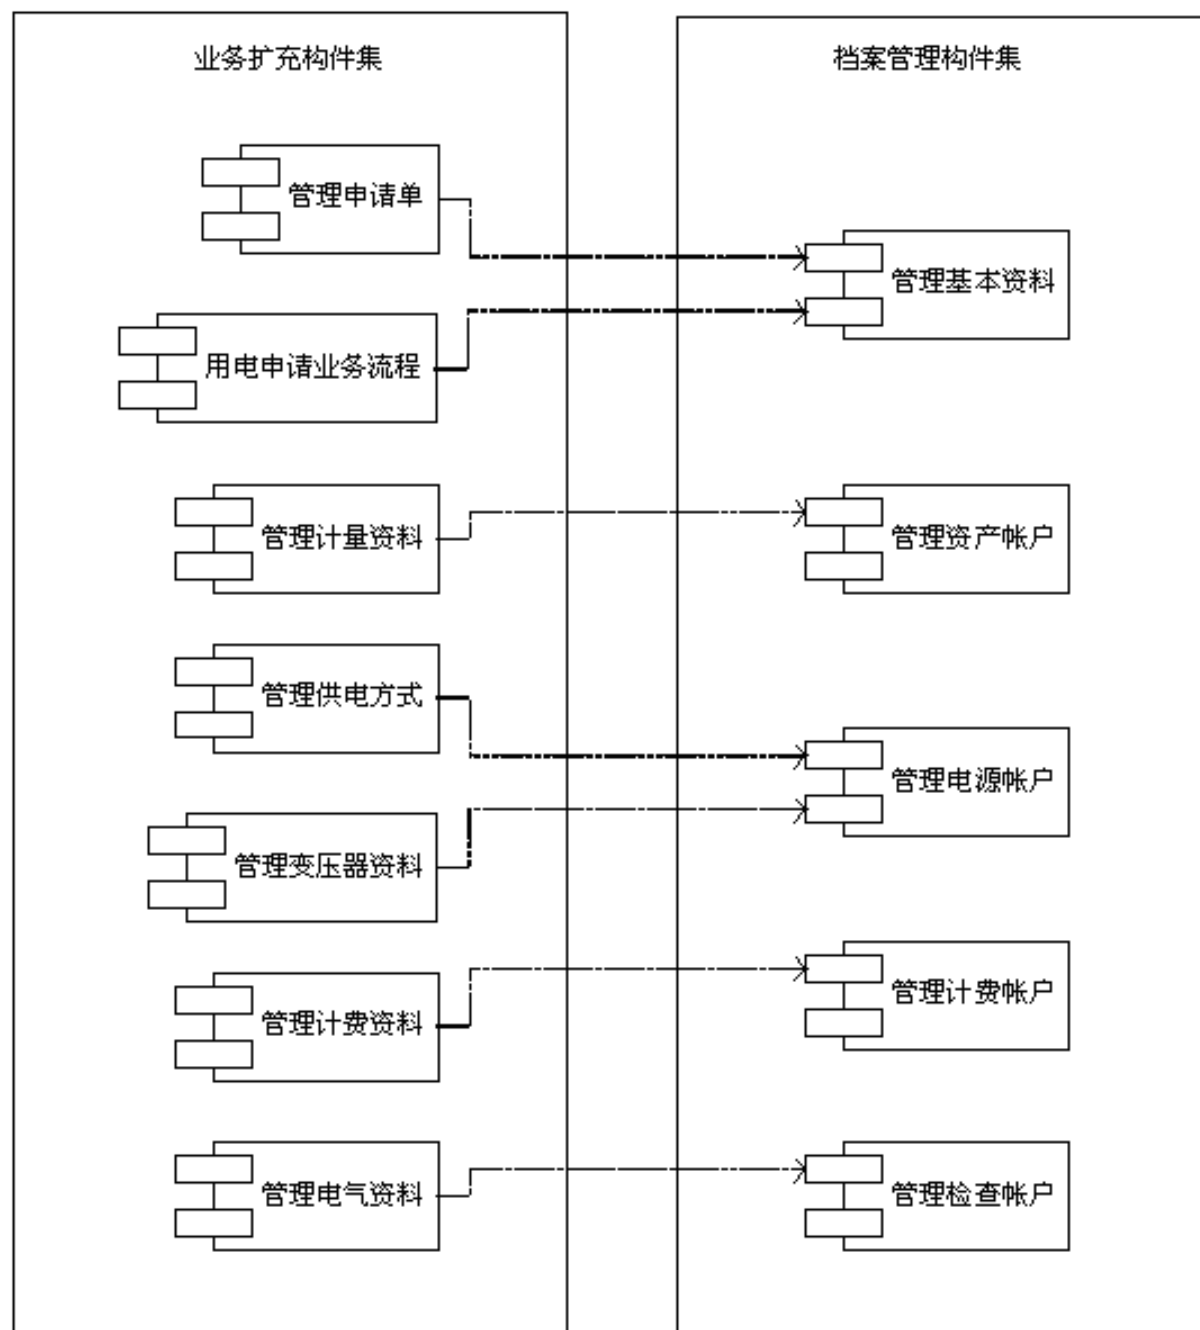 业务扩充构件集
管理申请单
用电申请业务流程
管理计量资料
管理供电方式
管理变压器资料
管理计费资料
管理电气资料
档案管理构件集
管理基本资料
管理资产帐户
管理电源帐户
管理计费帐户
管理检查帐户